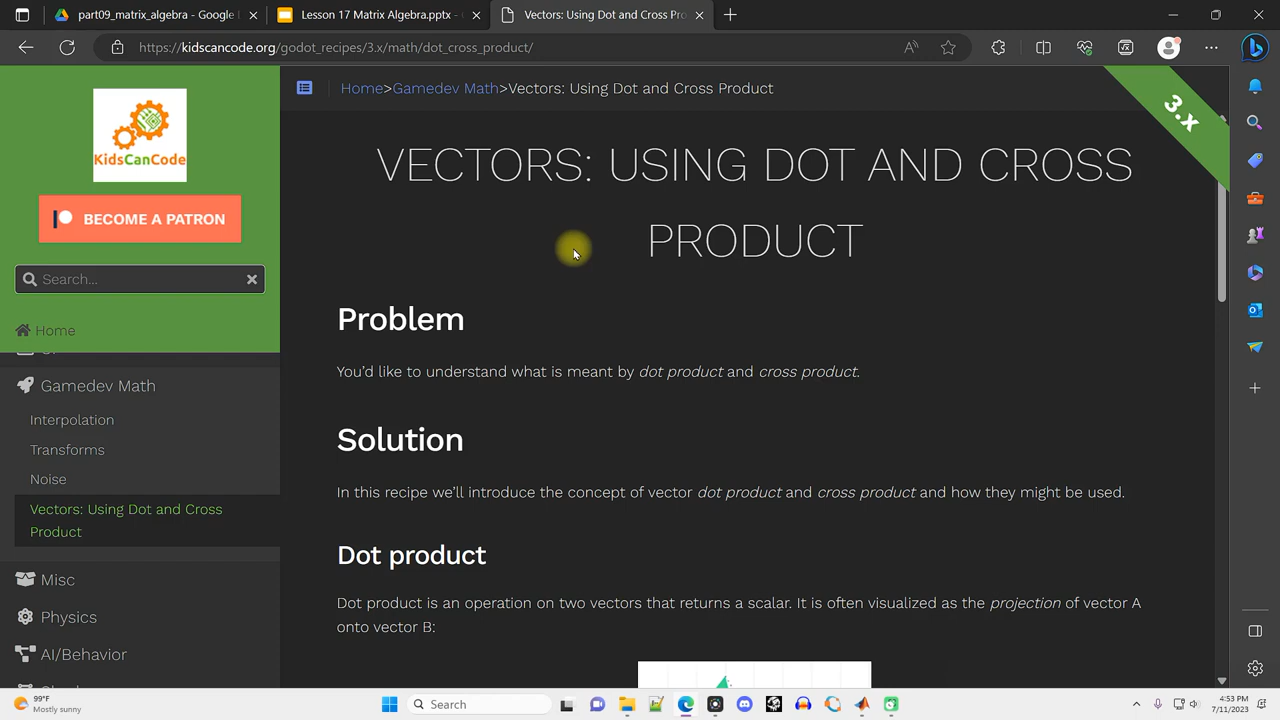 part09_matrix_algebra - Google D
Lesson 17 Matrix Algebra.pptx -
Vectors: Using Dot and Cross Pro
https://kidscancode.org/godot_recipes/3.x/math/dot_cross_product/
KidsCanCode
BECOME A PATRON
Search...
Home
Gamedev Math
Interpolation
Transforms
Noise
Vectors: Using Dot and Cross
Product
Misc
Physics
AI/Behavior
Home>Gamedev Math>Vectors: Using Dot and Cross Product
3.x
VECTORS: USING DOT AND CROSS
PRODUCT
Problem
You'd like to understand what is meant by dot product and cross product.
Solution
In this recipe we'll introduce the concept of vector dot product and cross product and how they might be used.
Dot product
Dot product is an operation on two vectors that returns a scalar. It is often visualized as the projection of vector A
onto vector B:
99°F
Mostly sunny
Search
4:53 PM
7/11/2023